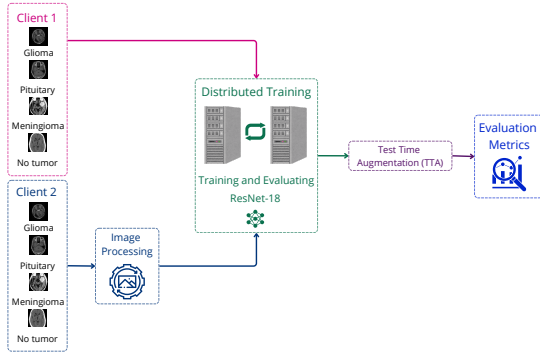 Client 1
Glioma
Pituitary
Meningioma
No tumor
Client 2
Glioma
Pituitary
Meningioma
No tumor
Image
Processing
Distributed Training
Training and Evaluating
ResNet-18
Test Time
Augmentation (TTA)
Evaluation
Metrics